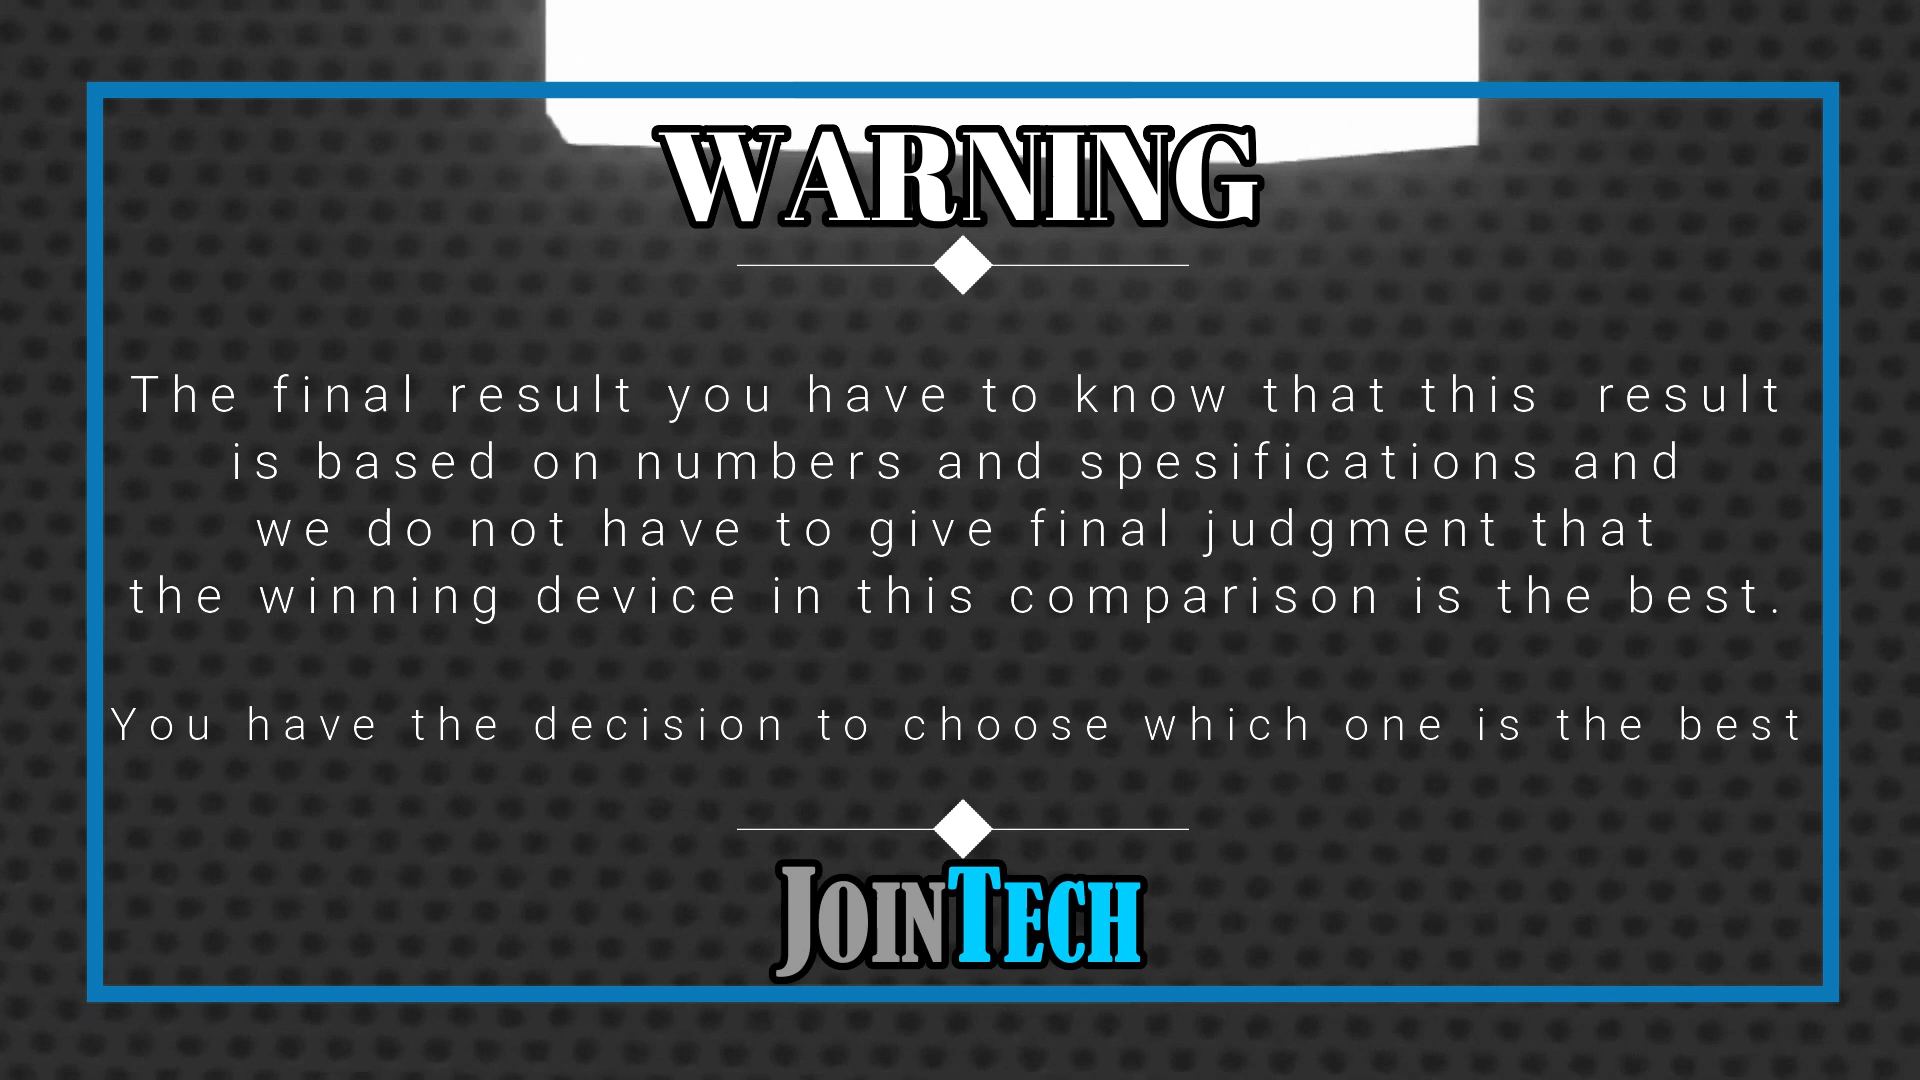 WARNING
The final result you have to know that this result
is based on numbers and spesifications and
we do not have to give final judgment that
the winning device in this comparison is the best.
You have the decision to choose which one is the best
JOINTECH